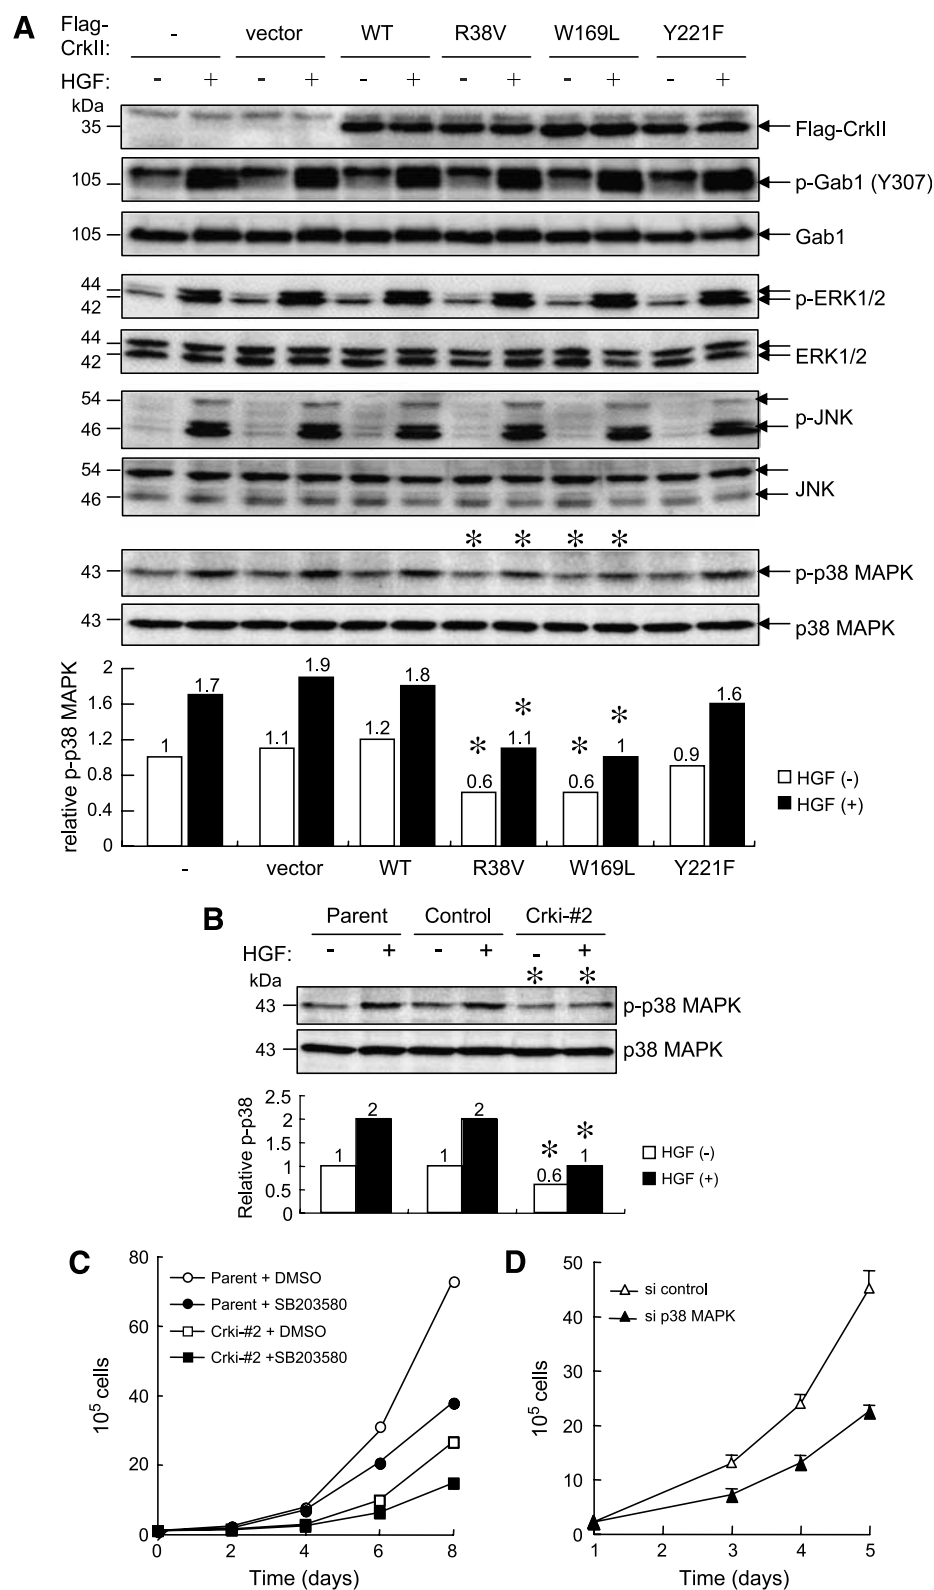 A
Flag-CrkII: - vector WT R38V W169L Y221F
HGF: - + - + - + - + - + - +
kDa
35 Flag-CrkII
105 p-Gab1 (Y307)
105 Gab1
44
42 p-ERK1/2
44
42 ERK1/2
54
46 p-JNK
54
46 JNK
* * * *
43 p-p38 MAPK
43 p38 MAPK
relative p-p38 MAPK
2
1.6
1.2
0.8
0.4
0
1 1.7 1.1 1.9 1.2 1.8 * 0.6 * 1.1 * 0.6 * 1 0.9 1.6
HGF (-)
HGF (+)
- vector WT R38V W169L Y221F
B
Parent Control Crki-#2
HGF: - + - + - +
kDa * *
43 p-p38 MAPK
43 p38 MAPK
Relative p-p38
2.5
2
1.5
1
0.5
0
1 2 1 2 * 0.6 * 1
HGF (-)
HGF (+)
C
10⁵ cells
80
60
40
20
0
Parent + DMSO
Parent + SB203580
Crki-#2 + DMSO
Crki-#2 +SB203580
0 2 4 6 8
Time (days)
D
10⁵ cells
50
40
30
20
10
0
si control
si p38 MAPK
1 2 3 4 5
Time (days)